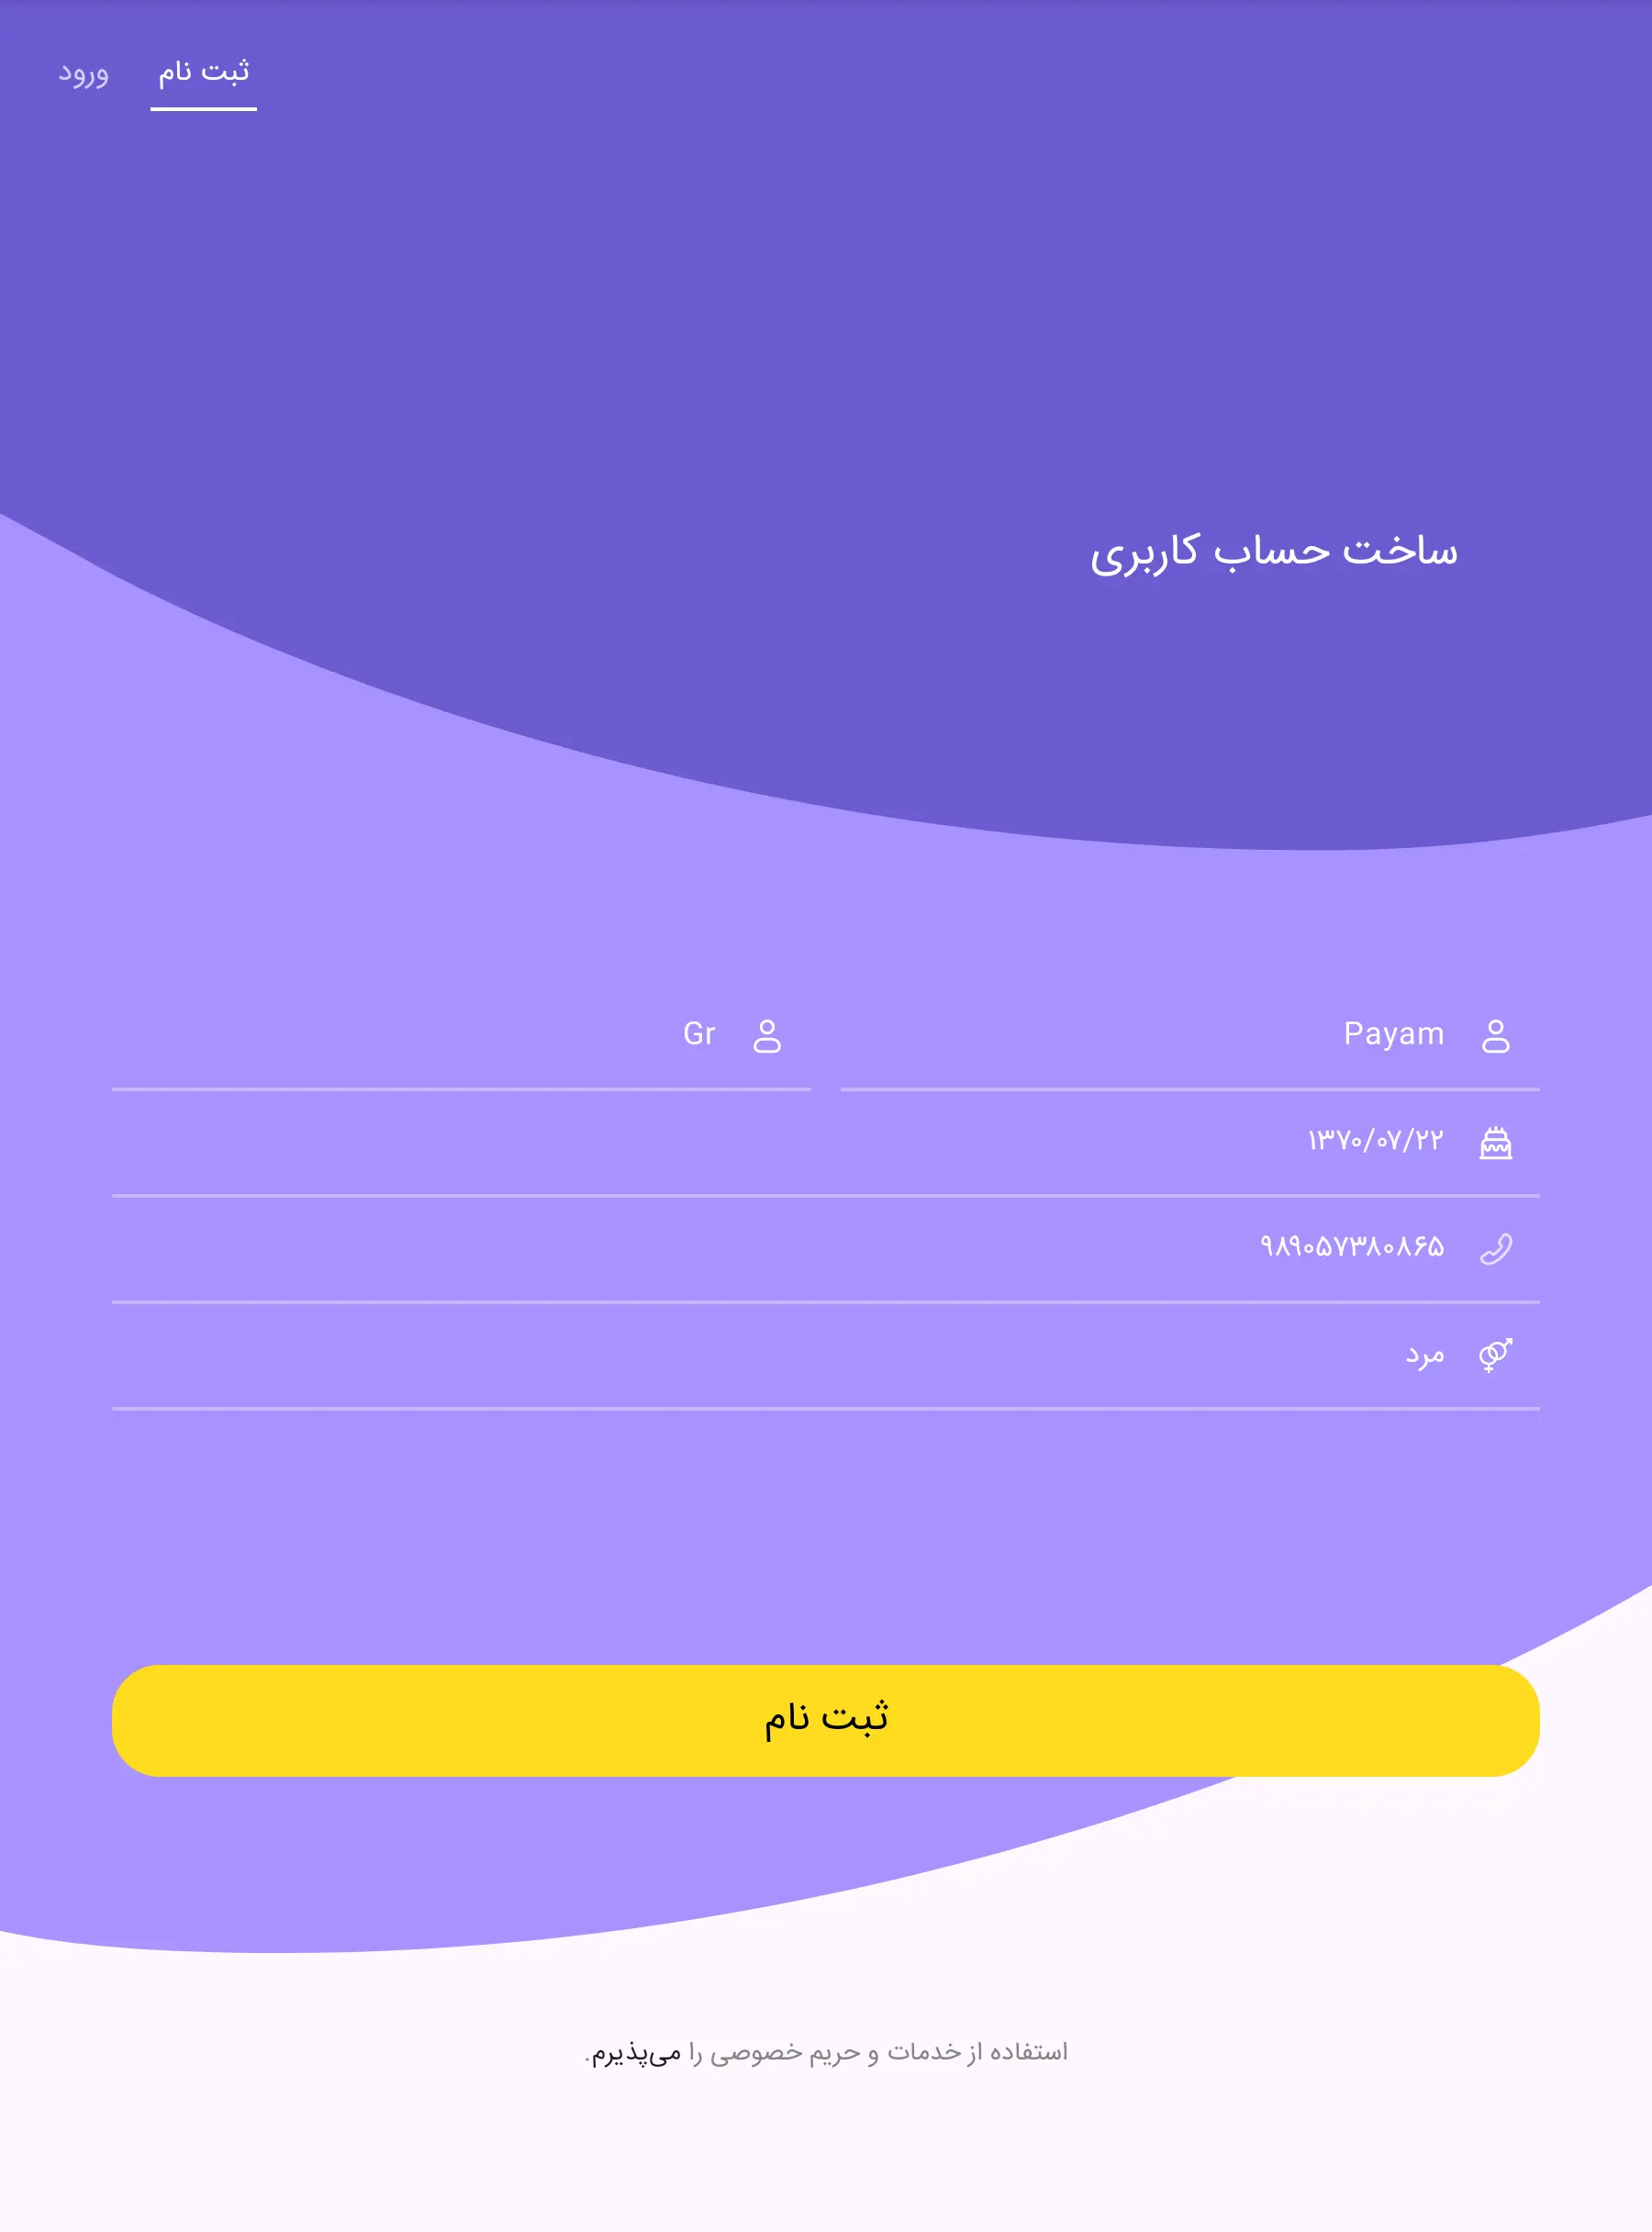 ثبت نام
ورود
ساخت حساب کاربری
Payam
Gr
۱۳۷۰/۰۷/۲۲
۹۸۹۰۵۷۳۸۰۸۶۵
مرد
ثبت نام
استفاده از خدمات و حریم خصوصی را می‌پذیرم.